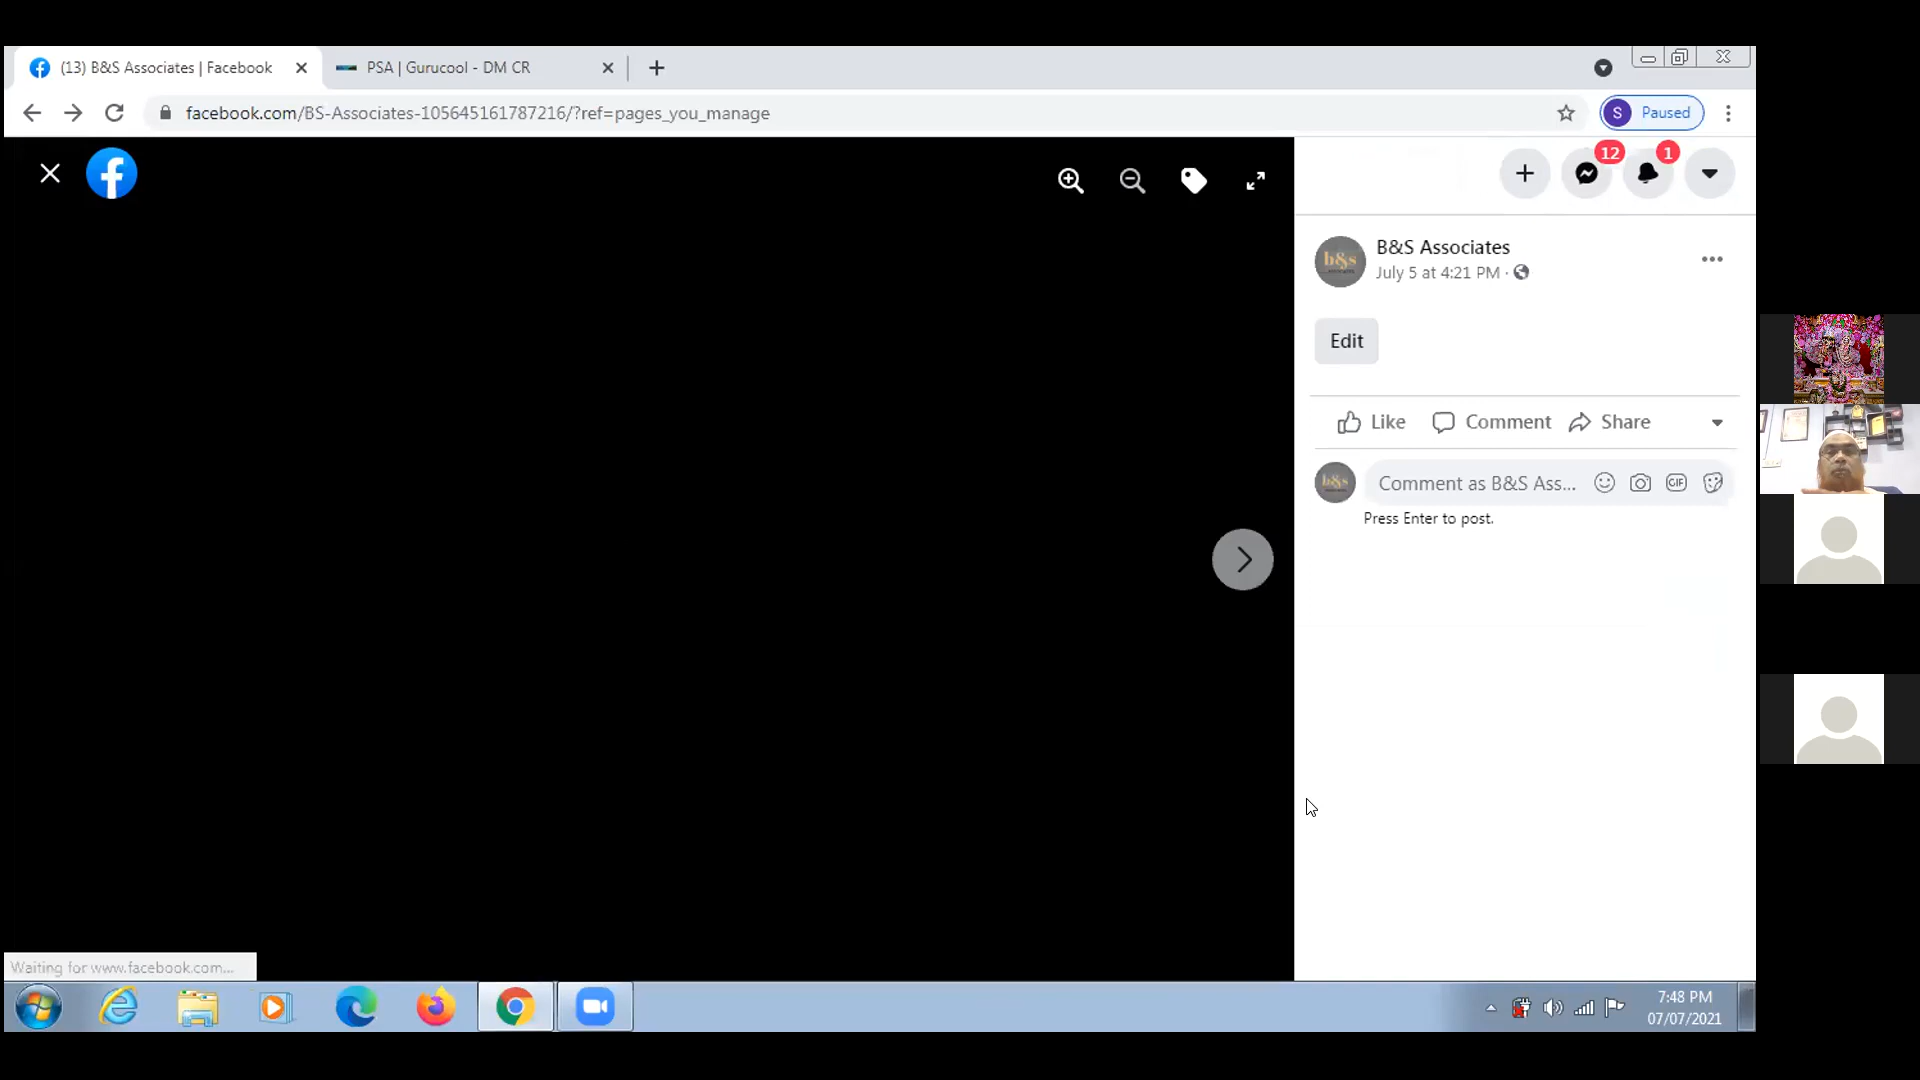 (13) B&S Associates | Facebook
PSA | Gurucool - DM CR
facebook.com/BS-Associates-105645161787216/?ref=pages_you_manage
S
Paused
12
1
b&s
B&S Associates
July 5 at 4:21 PM ·
Edit
Like
Comment
Share
b&s
Comment as B&S Ass...
GIF
Press Enter to post.
Waiting for www.facebook.com...
7:48 PM
07/07/2021